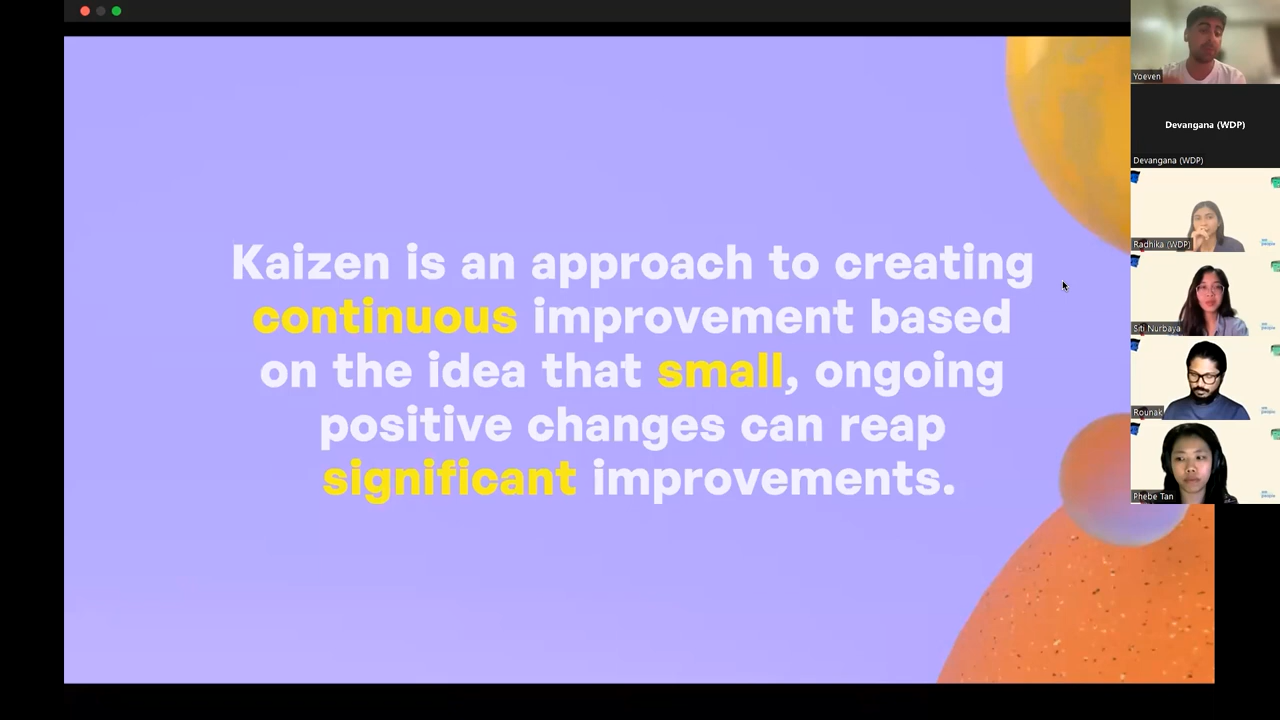 Kaizen is an approach to creating
continuous improvement based
on the idea that small, ongoing
positive changes can reap
significant improvements.
Yoeven
Devangana (WDP)
Devangana (WDP)
Radhika (WDP)
Siti Nurbaya
Rounak
Phebe Tan